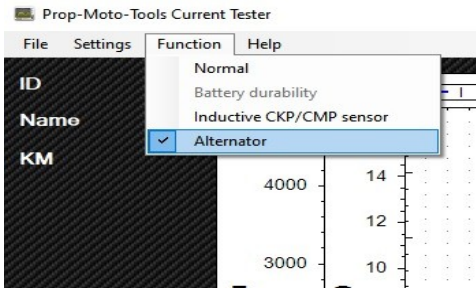 Prop-Moto-Tools Current Tester
File Settings Function Help
Normal
Battery durability
Inductive CKP/CMP sensor
Alternator
ID
Name
KM
I
4000
14
12
3000
10